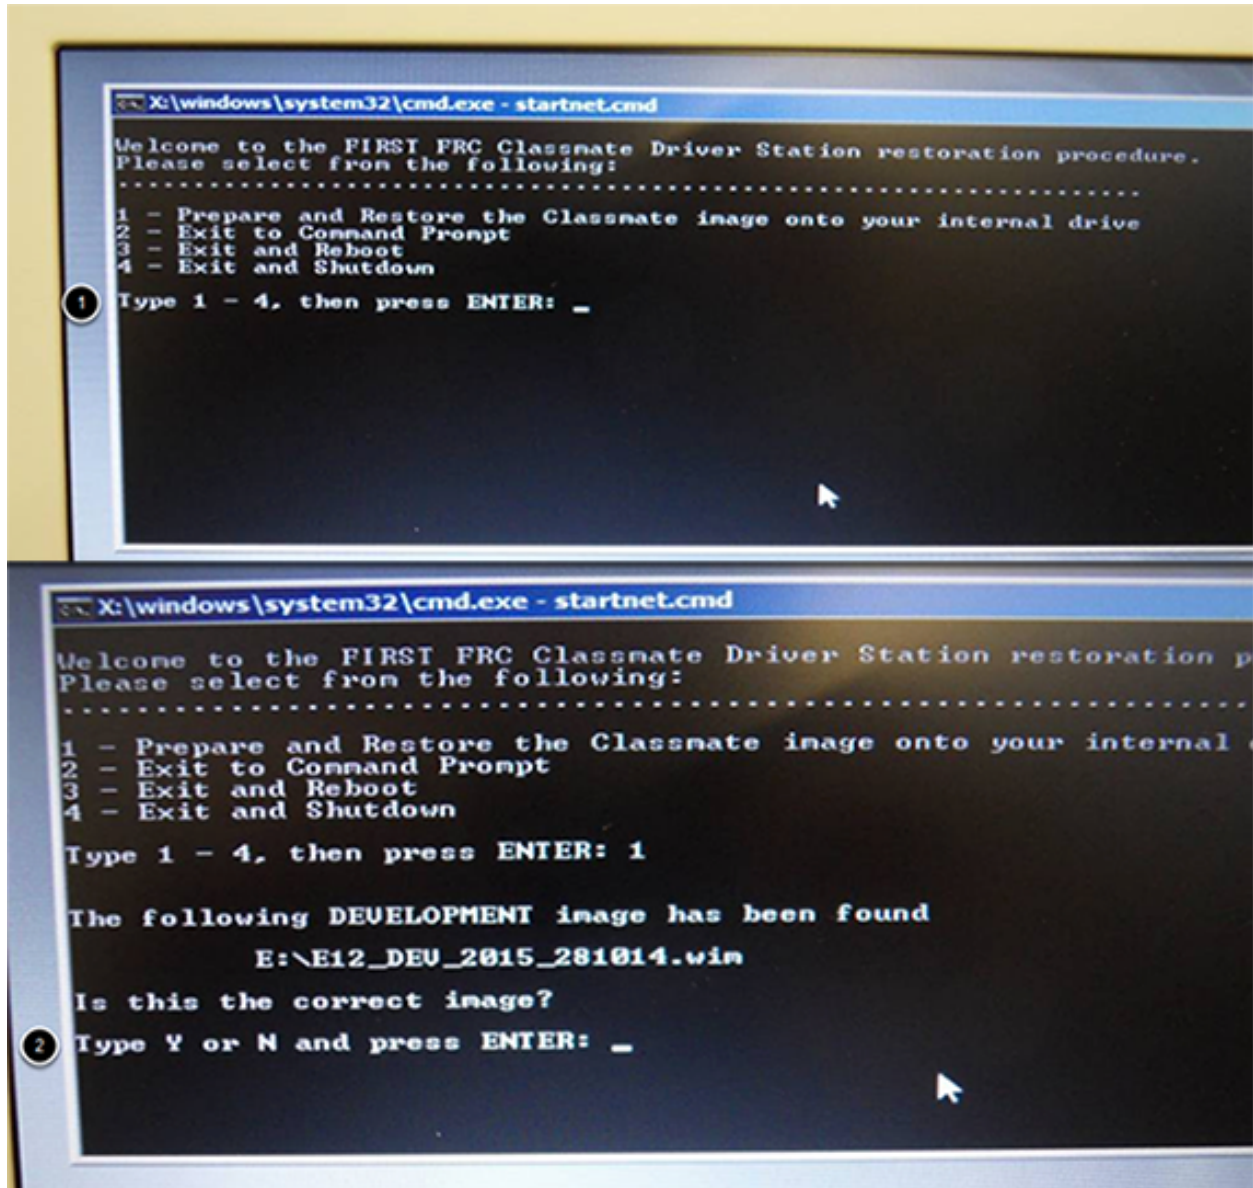 X:\windows\system32\cmd.exe - startnet.cmd
Welcome to the FIRST FRC Classmate Driver Station restoration procedure.
Please select from the following:
1 - Prepare and Restore the Classmate image onto your internal drive
2 - Exit to Command Prompt
3 - Exit and Reboot
4 - Exit and Shutdown
1
Type 1 - 4, then press ENTER: _
X:\windows\system32\cmd.exe - startnet.cmd
Welcome to the FIRST FRC Classmate Driver Station restoration p
Please select from the following:
1 - Prepare and Restore the Classmate image onto your internal
2 - Exit to Command Prompt
3 - Exit and Reboot
4 - Exit and Shutdown
Type 1 - 4, then press ENTER: 1
The following DEVELOPMENT image has been found
E:\E12_DEV_2015_281014.wim
Is this the correct image?
2
Type Y or N and press ENTER: _